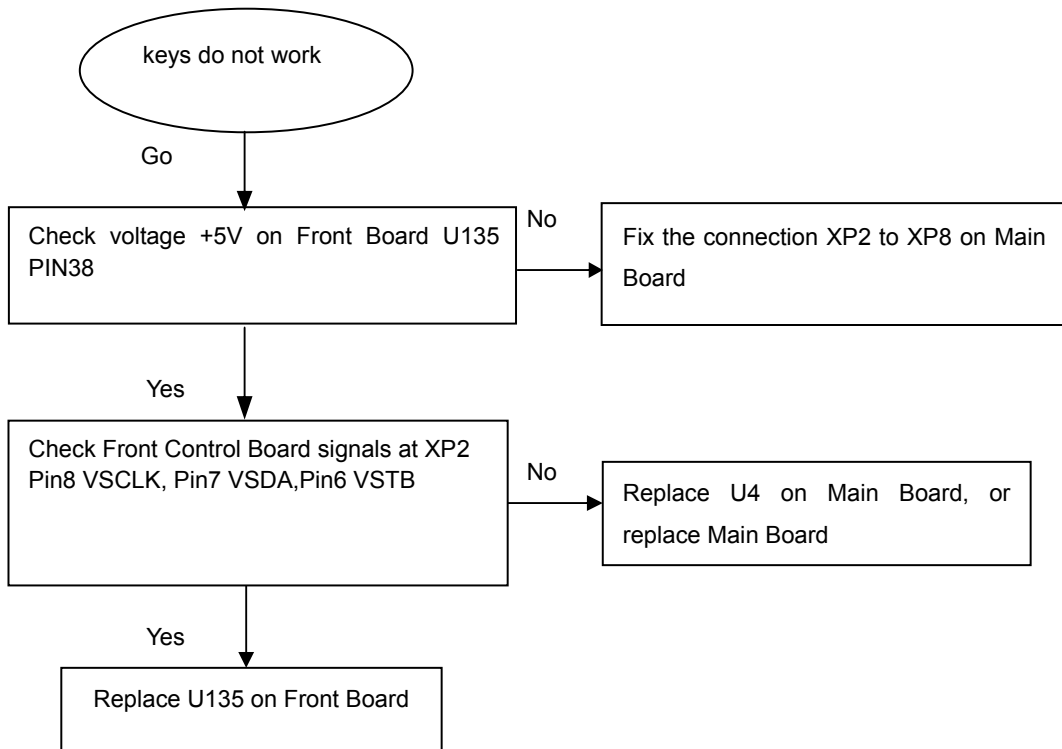 keys do not work
Go
Check voltage +5V on Front Board U135
PIN38
No
Fix the connection XP2 to XP8 on Main
Board
Yes
Check Front Control Board signals at XP2
Pin8 VSCLK, Pin7 VSDA,Pin6 VSTB
No
Replace U4 on Main Board, or
replace Main Board
Yes
Replace U135 on Front Board